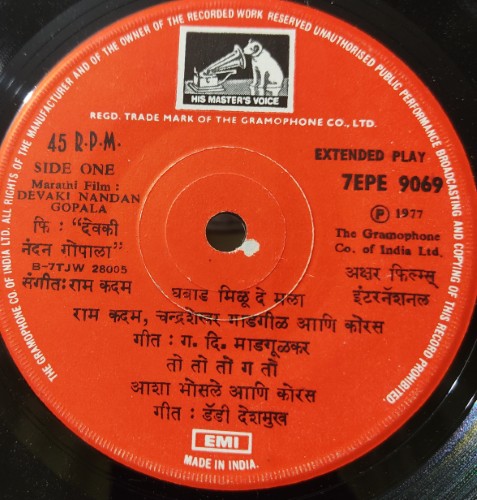 ALL RIGHTS OF THE MANUFACTURER AND OF THE OWNER OF THE RECORDED WORK RESERVED UNAUTHORISED PUBLIC PERFORMANCE BROADCASTING AND COPYING OF THIS RECORD PROHIBITED
THE GRAMOPHONE CO. OF INDIA LTD.
HIS MASTER'S VOICE
REGD. TRADE MARK OF THE GRAMOPHONE CO., LTD.
45 R.P.M.
EXTENDED PLAY
SIDE ONE
7EPE 9069
Marathi Film :
DEVAKI NANDAN
GOPALA
Ⓟ 1977
The Gramophone
Co. of India Ltd.
फि : "देवकी
नंदन गोपाला"
B-7TJW 28005
संगीत: राम कदम
अक्षर फिल्म्स्
इंटरनॅशनल
घबाड मिळू दे मला
राम कदम, चन्द्रशेखर गाडगीळ आणि कोरस
गीत : ग. दि. माडगूळकर
तो तो तो ग तो
आशा भोसले आणि कोरस
गीत : डॅडी देशमुख
EMI
MADE IN INDIA.